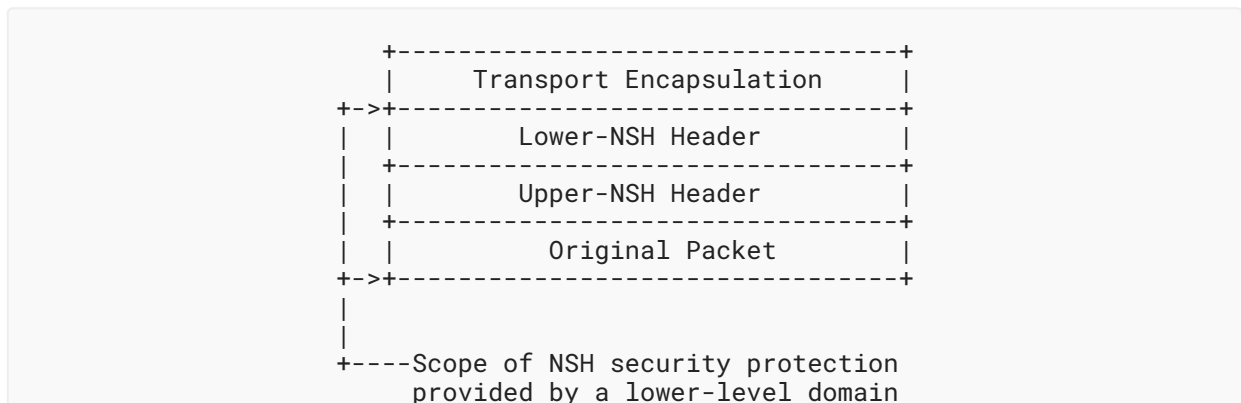 +---------------------------------+
|     Transport Encapsulation     |
+->+---------------------------------+
|  |        Lower-NSH Header         |
|  +---------------------------------+
|  |        Upper-NSH Header         |
|  +---------------------------------+
|  |          Original Packet        |
+->+---------------------------------+
|
|
+----Scope of NSH security protection
provided by a lower-level domain